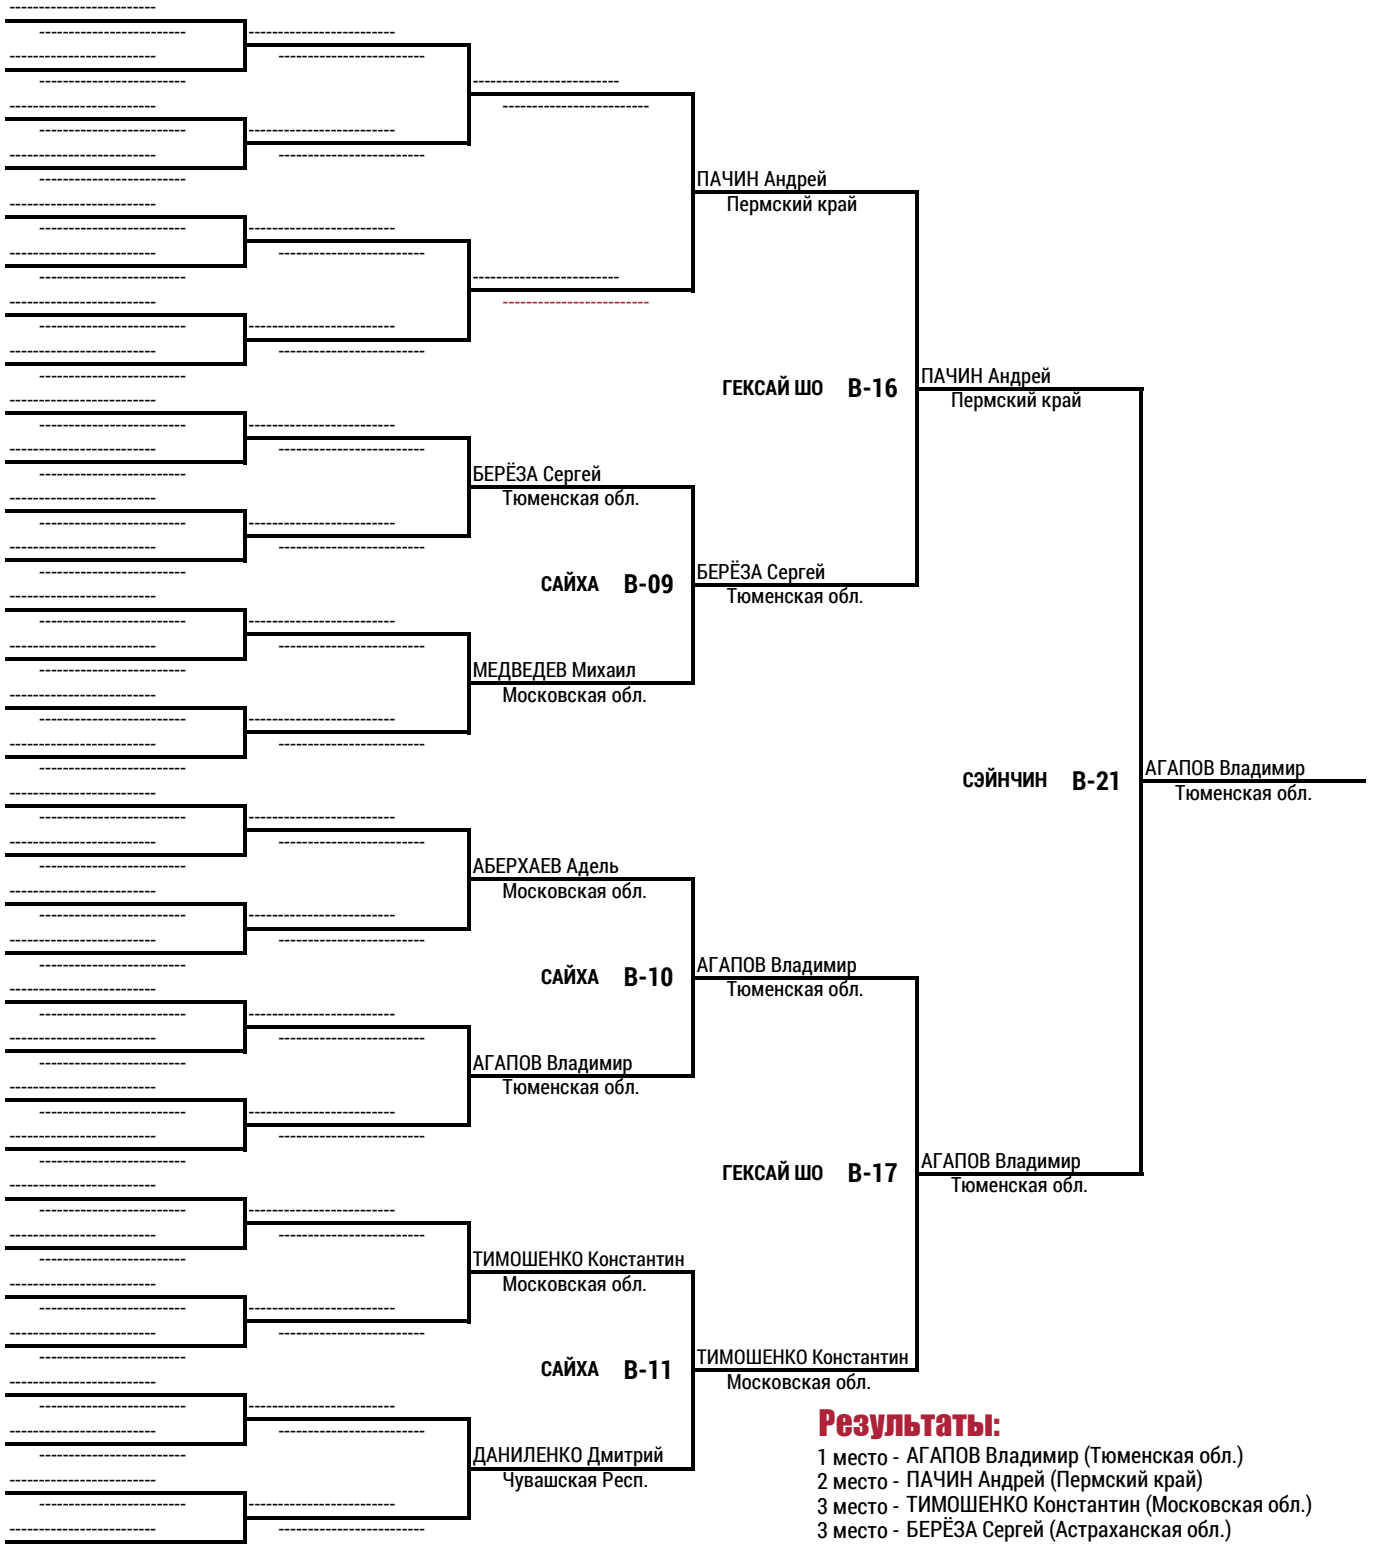 ПАЧИН Андрей
Пермский край
ГЕКСАЙ ШО B-16
ПАЧИН Андрей
Пермский край
БЕРЁЗА Сергей
Тюменская обл.
САЙХА B-09
БЕРЁЗА Сергей
Тюменская обл.
МЕДВЕДЕВ Михаил
Московская обл.
СЭЙНЧИН B-21
АГАПОВ Владимир
Тюменская обл.
АБЕРХАЕВ Адель
Московская обл.
САЙХА B-10
АГАПОВ Владимир
Тюменская обл.
АГАПОВ Владимир
Тюменская обл.
ГЕКСАЙ ШО B-17
АГАПОВ Владимир
Тюменская обл.
ТИМОШЕНКО Константин
Московская обл.
САЙХА B-11
ТИМОШЕНКО Константин
Московская обл.
ДАНИЛЕНКО Дмитрий
Чувашская Респ.
Результаты:
1 место - АГАПОВ Владимир (Тюменская обл.)
2 место - ПАЧИН Андрей (Пермский край)
3 место - ТИМОШЕНКО Константин (Московская обл.)
3 место - БЕРЁЗА Сергей (Астраханская обл.)